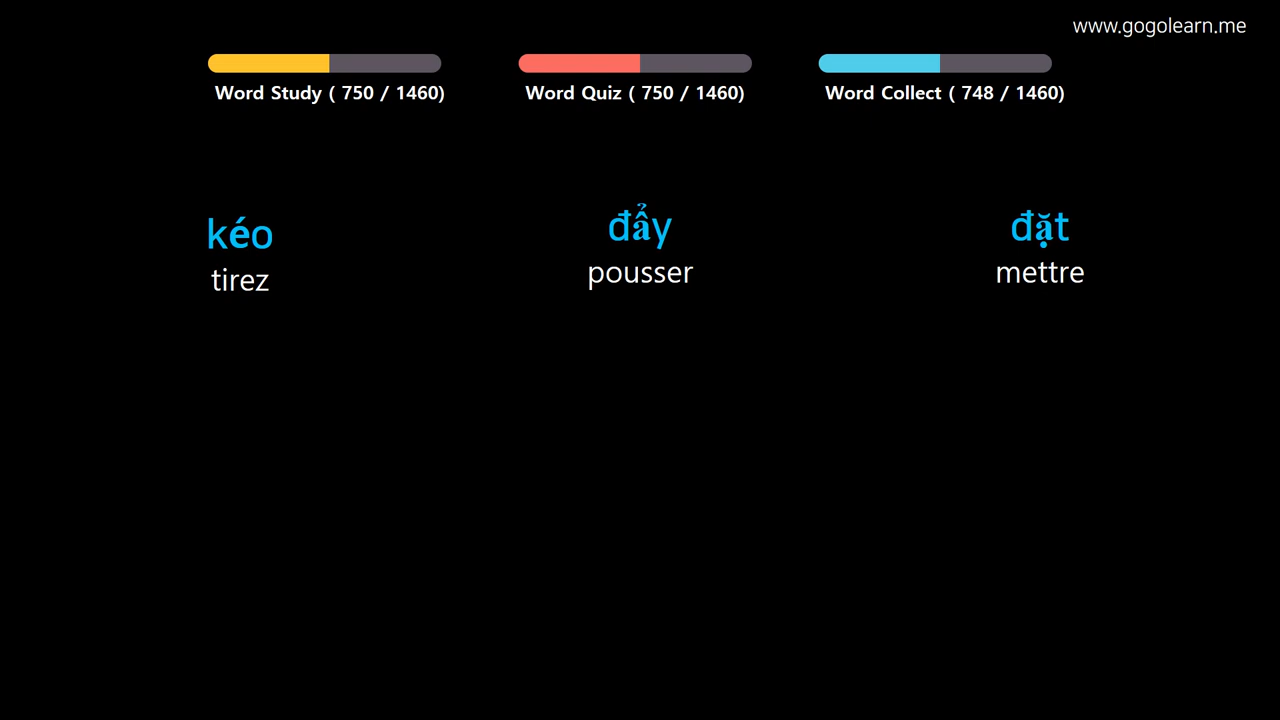 www.gogolearn.me
Word Study ( 750 / 1460)
Word Quiz ( 750 / 1460)
Word Collect ( 748 / 1460)
kéo
đẩy
đặt
tirez
pousser
mettre